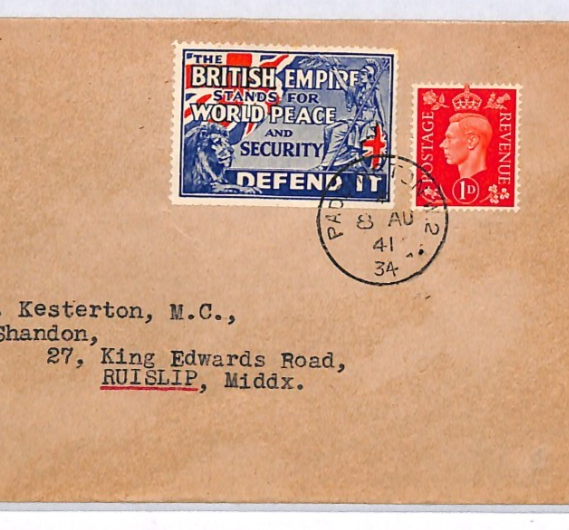 THE
BRITISH EMPIRE
STANDS FOR
WORLD PEACE
AND
SECURITY
DEFEND IT
POSTAGE
REVENUE
1D
8 AU
41
34
. Kesterton, M.C.,
Shandon,
27, King Edwards Road,
RUISLIP, Middx.